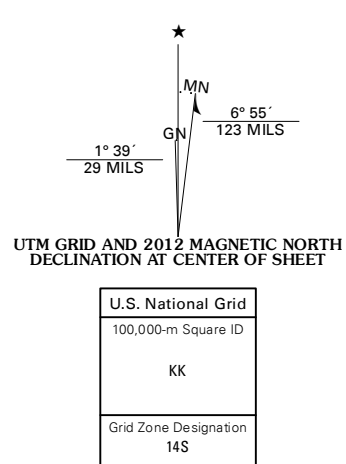 ★
MN
6° 55´
123 MILS
GN
1° 39´
29 MILS
UTM GRID AND 2012 MAGNETIC NORTH
DECLINATION AT CENTER OF SHEET
U.S. National Grid
100,000-m Square ID
KK
Grid Zone Designation
14S